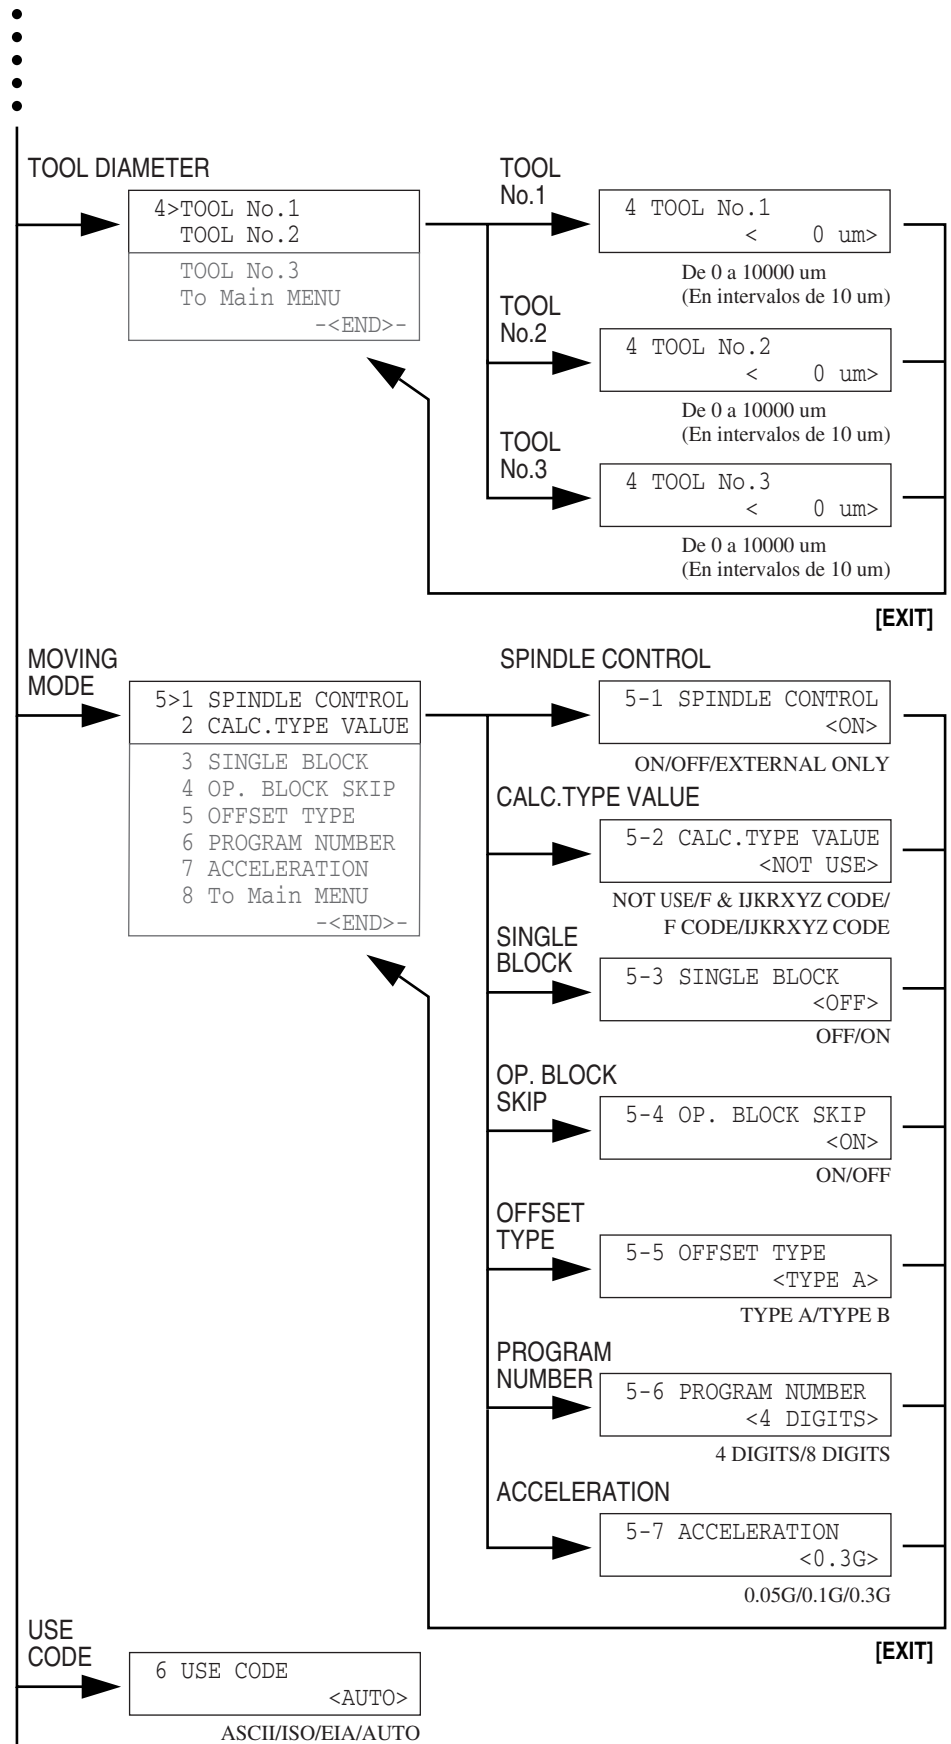 TOOL DIAMETER
4>TOOL No.1
TOOL No.2
TOOL No.3
To Main MENU
-<END>-
TOOL
No.1
4 TOOL No.1
< 0 um>
De 0 a 10000 um
(En intervalos de 10 um)
TOOL
No.2
4 TOOL No.2
< 0 um>
De 0 a 10000 um
(En intervalos de 10 um)
TOOL
No.3
4 TOOL No.3
< 0 um>
De 0 a 10000 um
(En intervalos de 10 um)
[EXIT]
MOVING
MODE
5>1 SPINDLE CONTROL
2 CALC.TYPE VALUE
3 SINGLE BLOCK
4 OP. BLOCK SKIP
5 OFFSET TYPE
6 PROGRAM NUMBER
7 ACCELERATION
8 To Main MENU
-<END>-
SPINDLE CONTROL
5-1 SPINDLE CONTROL
<ON>
ON/OFF/EXTERNAL ONLY
CALC.TYPE VALUE
5-2 CALC.TYPE VALUE
<NOT USE>
NOT USE/F & IJKRXYZ CODE/
F CODE/IJKRXYZ CODE
SINGLE
BLOCK
5-3 SINGLE BLOCK
<OFF>
OFF/ON
OP. BLOCK
SKIP
5-4 OP. BLOCK SKIP
<ON>
ON/OFF
OFFSET
TYPE
5-5 OFFSET TYPE
<TYPE A>
TYPE A/TYPE B
PROGRAM
NUMBER
5-6 PROGRAM NUMBER
<4 DIGITS>
4 DIGITS/8 DIGITS
ACCELERATION
5-7 ACCELERATION
<0.3G>
0.05G/0.1G/0.3G
[EXIT]
USE
CODE
6 USE CODE
<AUTO>
ASCII/ISO/EIA/AUTO